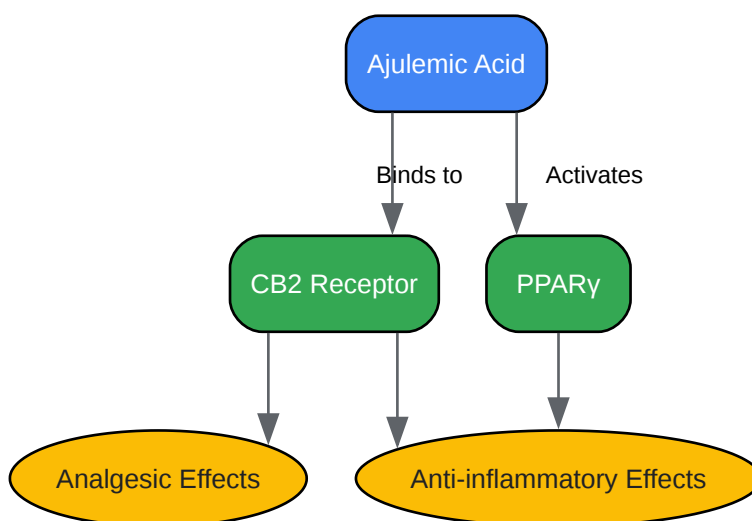 Ajulemic Acid
Binds to
Activates
CB2 Receptor
PPARγ
Analgesic Effects
Anti-inflammatory Effects